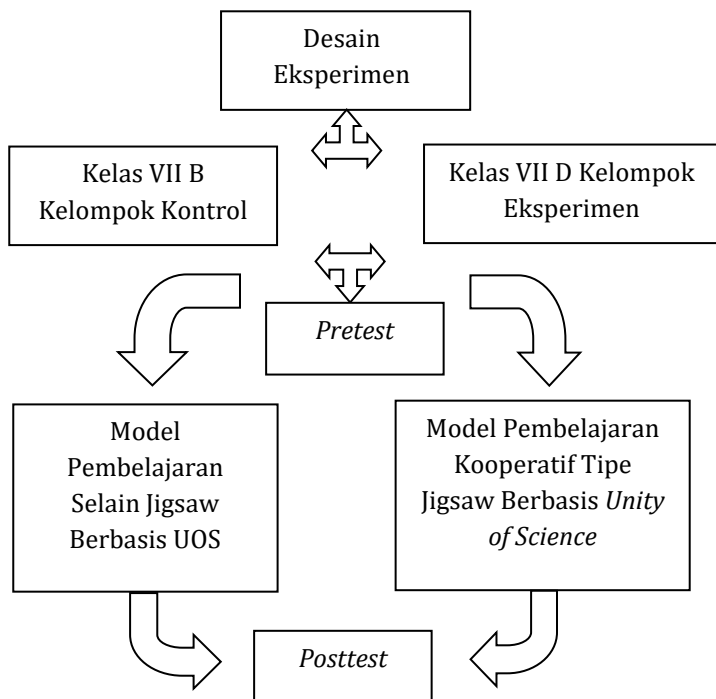 Desain
Eksperimen
Kelas VII B
Kelompok Kontrol
Kelas VII D Kelompok
Eksperimen
Pretest
Model
Pembelajaran
Selain Jigsaw
Berbasis UOS
Model Pembelajaran
Kooperatif Tipe
Jigsaw Berbasis Unity
of Science
Posttest